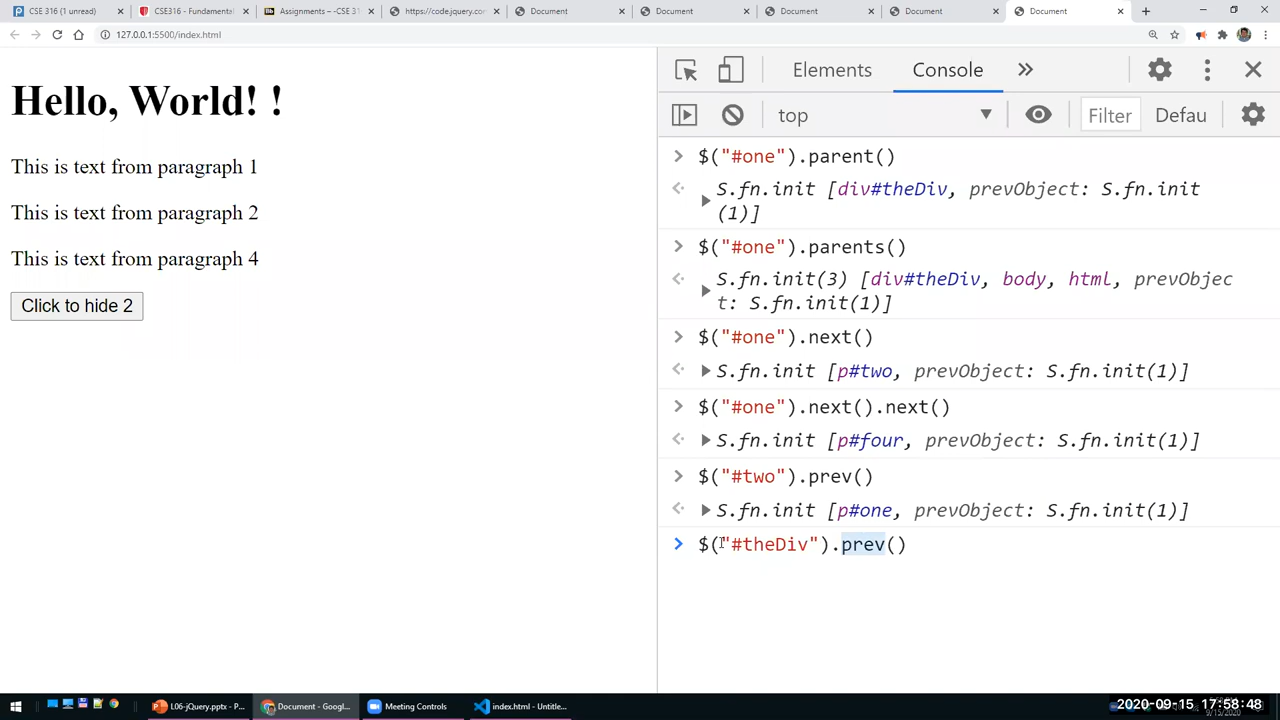 CSE 316 (1 unread)
CSE316 - Fundamental
Assignments – -CSE 31
https://code.jquery.com
Document
Document
Document
Document
Document
127.0.0.1:5500/index.html
Hello, World! !
This is text from paragraph 1
This is text from paragraph 2
This is text from paragraph 4
Click to hide 2
Elements
Console
top
Filter
Defau
$("#one").parent()
S.fn.init [div#theDiv, prevObject: S.fn.init
(1)]
$("#one").parents()
S.fn.init(3) [div#theDiv, body, html, prevObjec
t: S.fn.init(1)]
$("#one").next()
S.fn.init [p#two, prevObject: S.fn.init(1)]
$("#one").next().next()
S.fn.init [p#four, prevObject: S.fn.init(1)]
$("#two").prev()
S.fn.init [p#one, prevObject: S.fn.init(1)]
$("#theDiv").prev()
L06-jQuery.pptx - P...
Document - Googl...
Meeting Controls
index.html - Untitle...
2020-09-15 17:58:48
9/15/2020